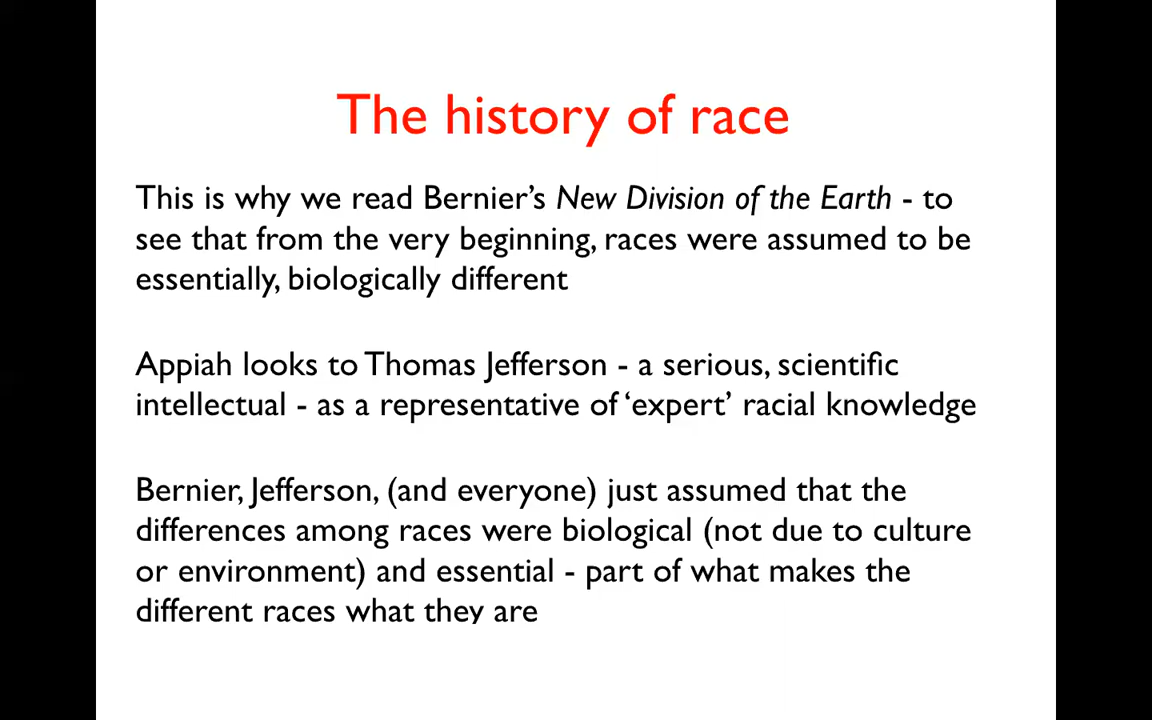 The history of race
This is why we read Bernier's New Division of the Earth - to
see that from the very beginning, races were assumed to be
essentially, biologically different
Appiah looks to Thomas Jefferson - a serious, scientific
intellectual - as a representative of ‘expert’ racial knowledge
Bernier, Jefferson, (and everyone) just assumed that the
differences among races were biological (not due to culture
or environment) and essential - part of what makes the
different races what they are